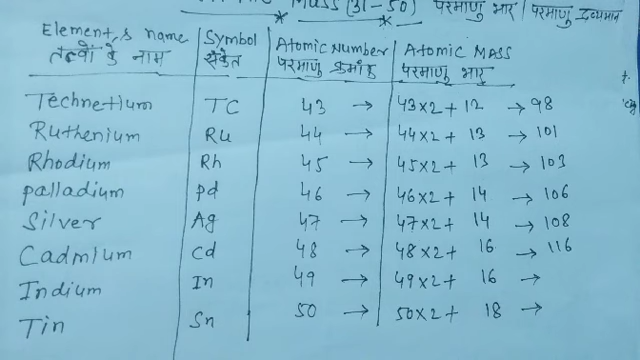 Mass (31-50) परमाणु भार / परमाणु द्रव्यमान
Element, s name Symbol Atomic Number Atomic MASS
तत्वों के नाम संकेत परमाणु क्रमांक परमाणु भार
Technetium TC 43 → 43x2+ 12 → 98
Ruthenium Ru 44 → 44x2+ 13 → 101
Rhodium Rh 45 → 45x2+ 13 → 103
palladium pd 46 → 46x2+ 14 → 106
Silver Ag 47 → 47x2+ 14 → 108
Cadmium Cd 48 → 48x2+ 16 → 116
Indium In 49 → 49x2+ 16 →
Tin Sn 50 → 50x2+ 18 →